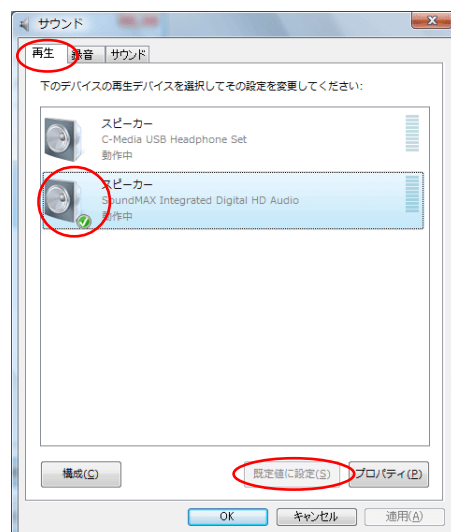 サウンド
再生 録音 サウンド
下のデバイスの再生デバイスを選択してその設定を変更してください:
スピーカー
C-Media USB Headphone Set
動作中
スピーカー
SoundMAX Integrated Digital HD Audio
動作中
構成(C) 既定値に設定(S) プロパティ(P)
OK キャンセル 適用(A)